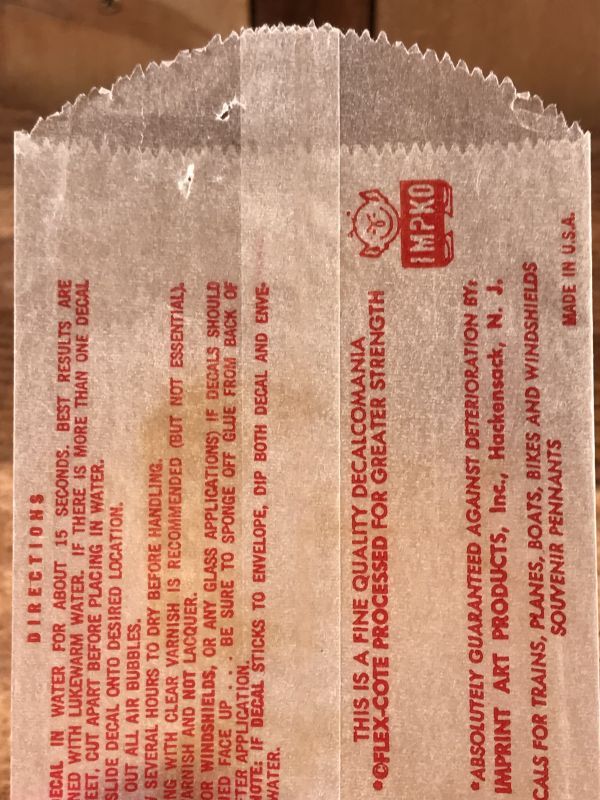 DIRECTIONS
DECAL IN WATER FOR ABOUT 15 SECONDS. BEST RESULTS ARE
NED WITH LUKEWARM WATER. IF THERE IS MORE THAN ONE DECAL
EET, CUT APART BEFORE PLACING IN WATER.
SLIDE DECAL ONTO DESIRED LOCATION.
OUT ALL AIR BUBBLES.
SEVERAL HOURS TO DRY BEFORE HANDLING.
NG WITH CLEAR VARNISH IS RECOMMENDED (BUT NOT ESSENTIAL).
ARNISH AND NOT LACQUER.
OR WINDSHIELDS, OR ANY GLASS APPLICATIONS) IF DECALS SHOULD
ED FACE UP . . . BE SURE TO SPONGE OFF GLUE FROM BACK OF
TER APPLICATION.
NOTE: IF DECAL STICKS TO ENVELOPE, DIP BOTH DECAL AND ENVE-
WATER.
IMPKO
THIS IS A FINE QUALITY DECALCOMANIA
*OFLEX-COTE PROCESSED FOR GREATER STRENGTH
*ABSOLUTELY GUARANTEED AGAINST DETERIORATION BY:
IMPRINT ART PRODUCTS, Inc., Hackensack, N. J.
CALS FOR TRAINS, PLANES, BOATS, BIKES AND WINDSHIELDS
SOUVENIR PENNANTS
MADE IN U.S.A.